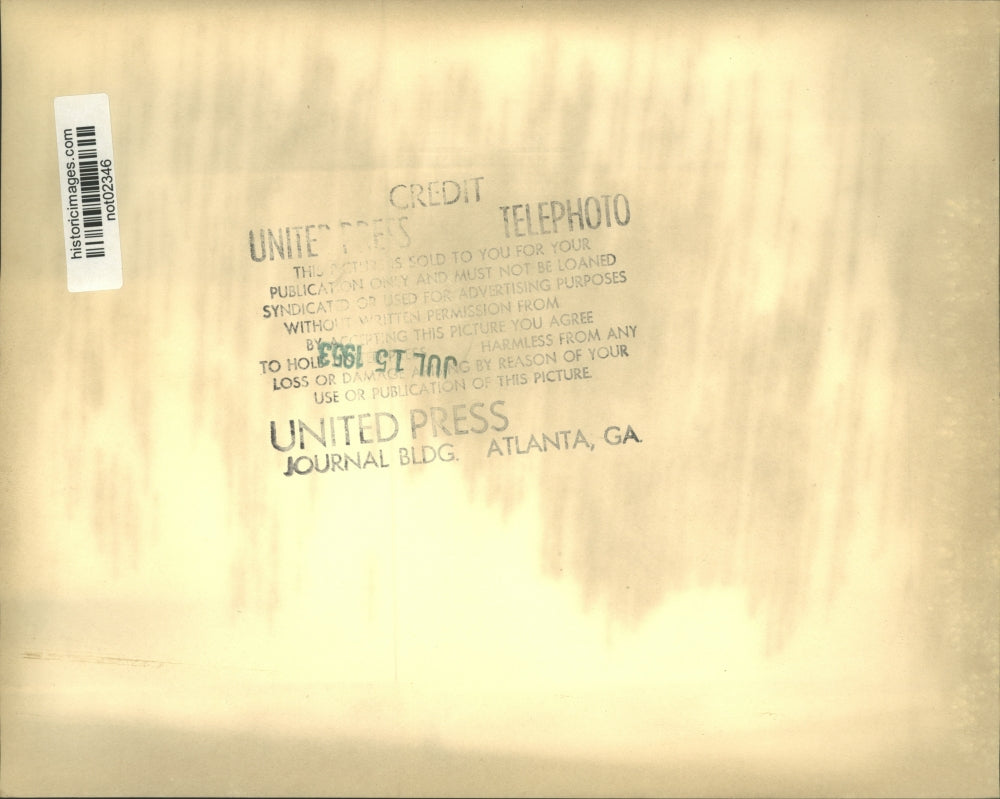 historicimages.com
not02346
CREDIT
UNITED PRESS TELEPHOTO
THIS PICTURE IS SOLD TO YOU FOR YOUR
PUBLICATION ONLY AND MUST NOT BE LOANED
SYNDICATED OR USED FOR ADVERTISING PURPOSES
WITHOUT WRITTEN PERMISSION FROM
BY ACCEPTING THIS PICTURE YOU AGREE
TO HOLD HARMLESS FROM ANY
JUL 15 1953
LOSS OR DAMAGE ARISING BY REASON OF YOUR
USE OR PUBLICATION OF THIS PICTURE.
UNITED PRESS
JOURNAL BLDG. ATLANTA, GA.